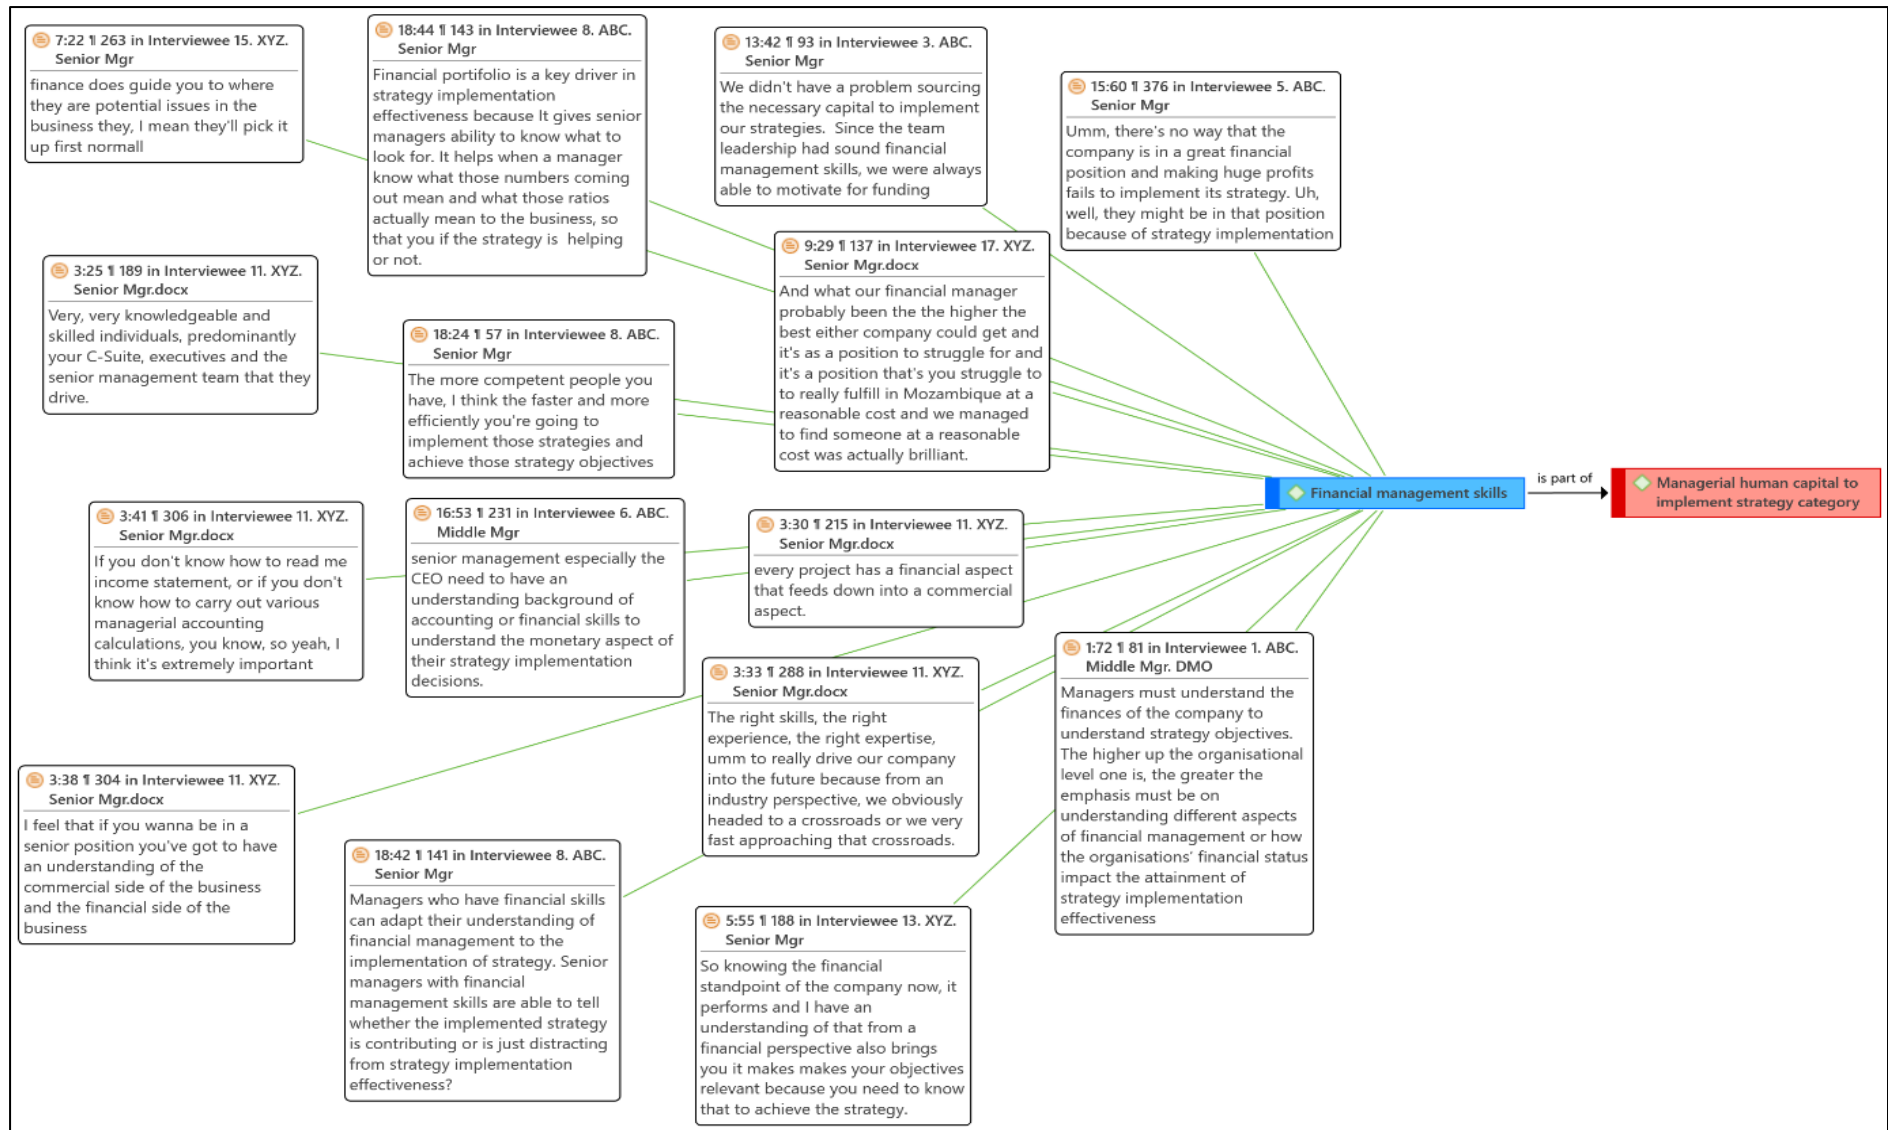 7:22 ¶ 263 in Interviewee 15. XYZ.
Senior Mgr
finance does guide you to where
they are potential issues in the
business they, I mean they'll pick it
up first normall
18:44 ¶ 143 in Interviewee 8. ABC.
Senior Mgr
Financial portifolio is a key driver in
strategy implementation
effectiveness because It gives senior
managers ability to know what to
look for. It helps when a manager
know what those numbers coming
out mean and what those ratios
actually mean to the business, so
that you if the strategy is helping
or not.
13:42 ¶ 93 in Interviewee 3. ABC.
Senior Mgr
We didn't have a problem sourcing
the necessary capital to implement
our strategies. Since the team
leadership had sound financial
management skills, we were always
able to motivate for funding
15:60 ¶ 376 in Interviewee 5. ABC.
Senior Mgr
Umm, there's no way that the
company is in a great financial
position and making huge profits
fails to implement its strategy. Uh,
well, they might be in that position
because of strategy implementation
3:25 ¶ 189 in Interviewee 11. XYZ.
Senior Mgr.docx
Very, very knowledgeable and
skilled individuals, predominantly
your C-Suite, executives and the
senior management team that they
drive.
18:24 ¶ 57 in Interviewee 8. ABC.
Senior Mgr
The more competent people you
have, I think the faster and more
efficiently you're going to
implement those strategies and
achieve those strategy objectives
9:29 ¶ 137 in Interviewee 17. XYZ.
Senior Mgr.docx
And what our financial manager
probably been the the higher the
best either company could get and
it's as a position to struggle for and
it's a position that's you struggle to
to really fulfill in Mozambique at a
reasonable cost and we managed
to find someone at a reasonable
cost was actually brilliant.
Financial management skills
is part of
Managerial human capital to
implement strategy category
3:41 ¶ 306 in Interviewee 11. XYZ.
Senior Mgr.docx
If you don't know how to read me
income statement, or if you don't
know how to carry out various
managerial accounting
calculations, you know, so yeah, I
think it's extremely important
16:53 ¶ 231 in Interviewee 6. ABC.
Middle Mgr
senior management especially the
CEO need to have an
understanding background of
accounting or financial skills to
understand the monetary aspect of
their strategy implementation
decisions.
3:30 ¶ 215 in Interviewee 11. XYZ.
Senior Mgr.docx
every project has a financial aspect
that feeds down into a commercial
aspect.
3:33 ¶ 288 in Interviewee 11. XYZ.
Senior Mgr.docx
The right skills, the right
experience, the right expertise,
umm to really drive our company
into the future because from an
industry perspective, we obviously
headed to a crossroads or we very
fast approaching that crossroads.
1:72 ¶ 81 in Interviewee 1. ABC.
Middle Mgr. DMO
Managers must understand the
finances of the company to
understand strategy objectives.
The higher up the organisational
level one is, the greater the
emphasis must be on
understanding different aspects
of financial management or how
the organisations' financial status
impact the attainment of
strategy implementation
effectiveness
3:38 ¶ 304 in Interviewee 11. XYZ.
Senior Mgr.docx
I feel that if you wanna be in a
senior position you've got to have
an understanding of the
commercial side of the business
and the financial side of the
business
18:42 ¶ 141 in Interviewee 8. ABC.
Senior Mgr
Managers who have financial skills
can adapt their understanding of
financial management to the
implementation of strategy. Senior
managers with financial
management skills are able to tell
whether the implemented strategy
is contributing or is just distracting
from strategy implementation
effectiveness?
5:55 ¶ 188 in Interviewee 13. XYZ.
Senior Mgr
So knowing the financial
standpoint of the company now, it
performs and I have an
understanding of that from a
financial perspective also brings
you it makes makes your objectives
relevant because you need to know
that to achieve the strategy.